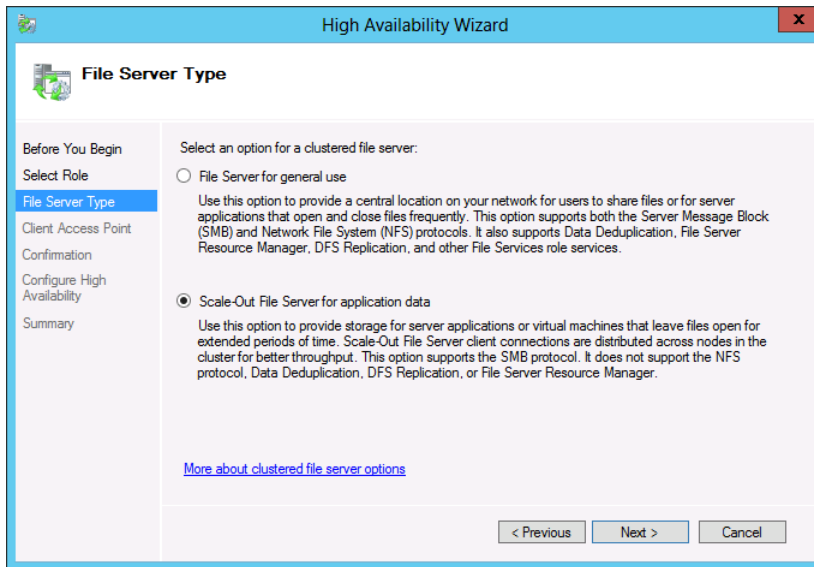 High Availability Wizard
x
File Server Type
Before You Begin
Select Role
File Server Type
Client Access Point
Confirmation
Configure High
Availability
Summary
Select an option for a clustered file server:
File Server for general use
Use this option to provide a central location on your network for users to share files or for server
applications that open and close files frequently. This option supports both the Server Message Block
(SMB) and Network File System (NFS) protocols. It also supports Data Deduplication, File Server
Resource Manager, DFS Replication, and other File Services role services.
Scale-Out File Server for application data
Use this option to provide storage for server applications or virtual machines that leave files open for
extended periods of time. Scale-Out File Server client connections are distributed across nodes in the
cluster for better throughput. This option supports the SMB protocol. It does not support the NFS
protocol, Data Deduplication, DFS Replication, or File Server Resource Manager.
More about clustered file server options
< Previous
Next >
Cancel